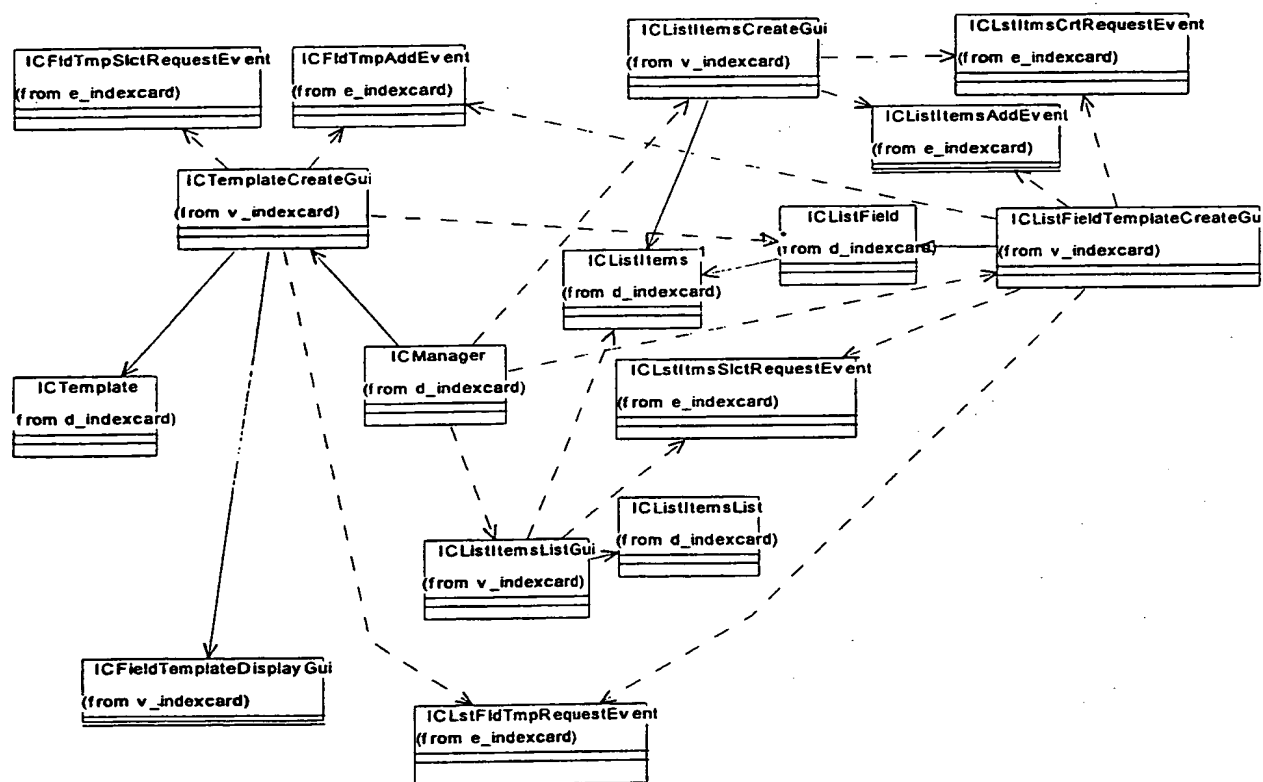 ICListItemsCreateGui
(from v_indexcard)
ICLstItmsCrtRequestEvent
(from e_indexcard)
ICFldTmpSlctRequestEvent
(from e_indexcard)
ICFldTmpAddEvent
(from e_indexcard)
ICListItemsAddEvent
(from e_indexcard)
ICTemplateCreateGui
(from v_indexcard)
ICListField
from d_indexcard)
ICListFieldTemplateCreateGu
(from v_indexcard)
ICListItems
1
(from d_indexcard)
ICManager
(from d_indexcard)
ICLstItmsSlctRequestEvent
(from e_indexcard)
ICTemplate
from d_indexcard)
ICListItemsList
(from d_indexcard)
ICListItemsListGui
(from v_indexcard)
ICFieldTemplateDisplayGui
(from v_indexcard)
ICLstFldTmpRequestEvent
(from e_indexcard)